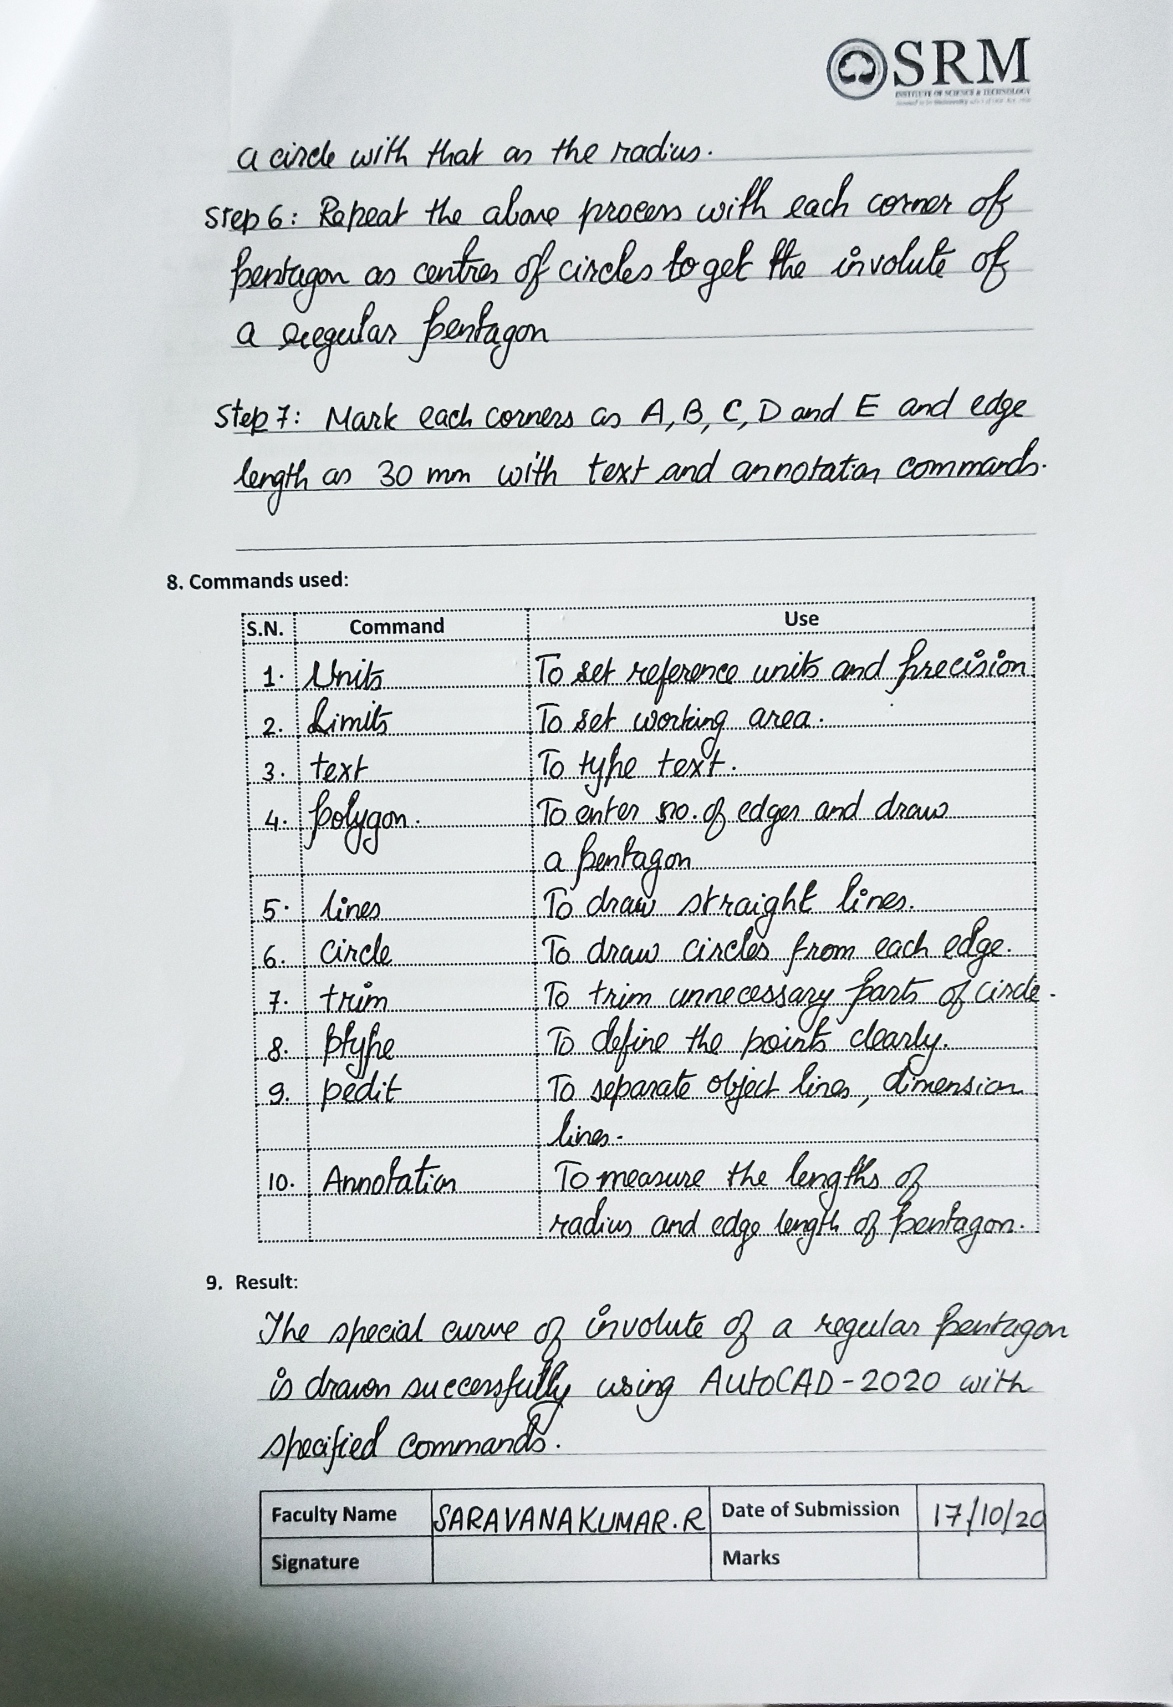 SRM
INSTITUTE OF SCIENCE & TECHNOLOGY
a circle with that as the radius.
Step 6: Repeat the above process with each corner of
pentagon as centres of circles to get the involute of
a regular pentagon
Step 7: Mark each corners as A, B, C, D and E and edge
length as 30 mm with text and annotation commands.
8. Commands used:
S.N. Command Use
1. Units To set reference units and precision
2. Limits To set working area.
3. text To type text.
4. polygon. To enter no. of edges and draw
a pentagon
5. lines To draw straight lines.
6. Circle To draw circles from each edge.
7. trim To trim unnecessary parts of circle.
8. Ptype To define the points clearly.
9. pedit To separate object lines, dimension
lines.
10. Annotation To measure the lengths of
radius and edge length of pentagon.
9. Result:
The special curve of involute of a regular pentagon
is drawn successfully using AutoCAD-2020 with
specified commands.
Faculty Name SARAVANA KUMAR.R Date of Submission 17/10/20
Signature Marks